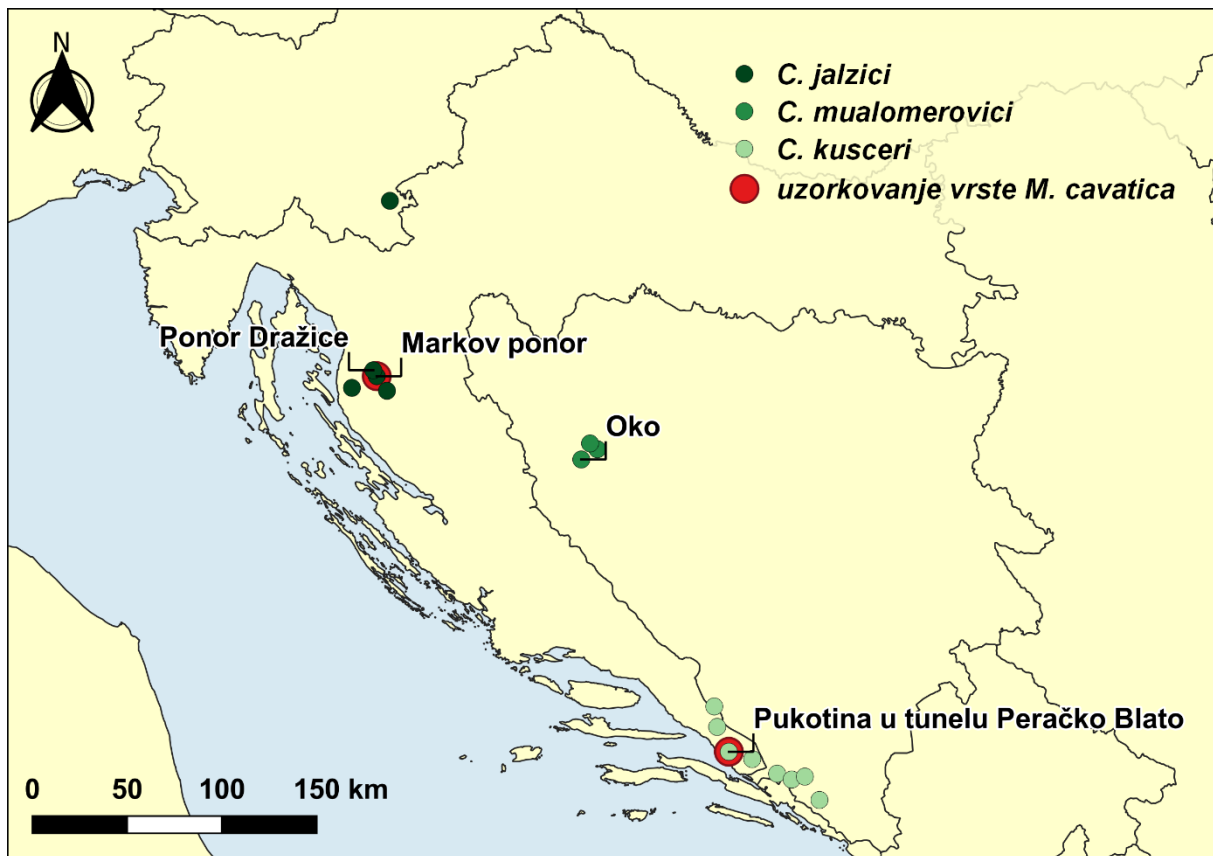 N
C. jalzici
C. mualomerovici
C. kusceri
uzorkovanje vrste M. cavatica
Ponor Dražice
Markov ponor
Oko
Pukotina u tunelu Peračko Blato
0 50 100 150 km